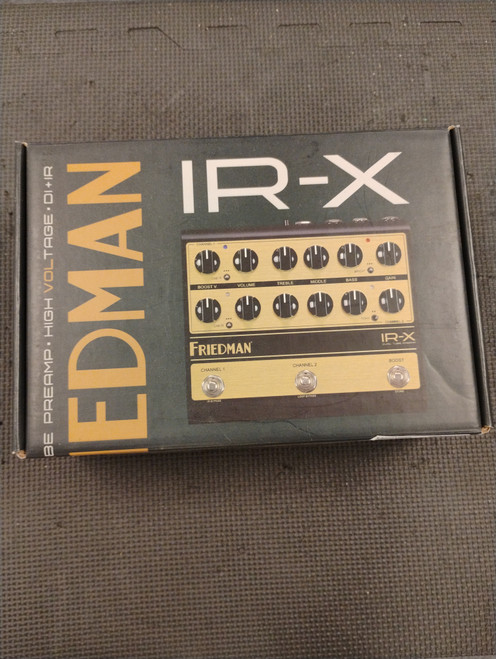 BE PREAMP • HIGH VOLTAGE • DI+IR
EDMAN
IR-X
BOOST V VOLUME TREBLE MIDDLE BASS GAIN
FRIEDMAN
IR-X
CHANNEL 1 CHANNEL 2 BOOST